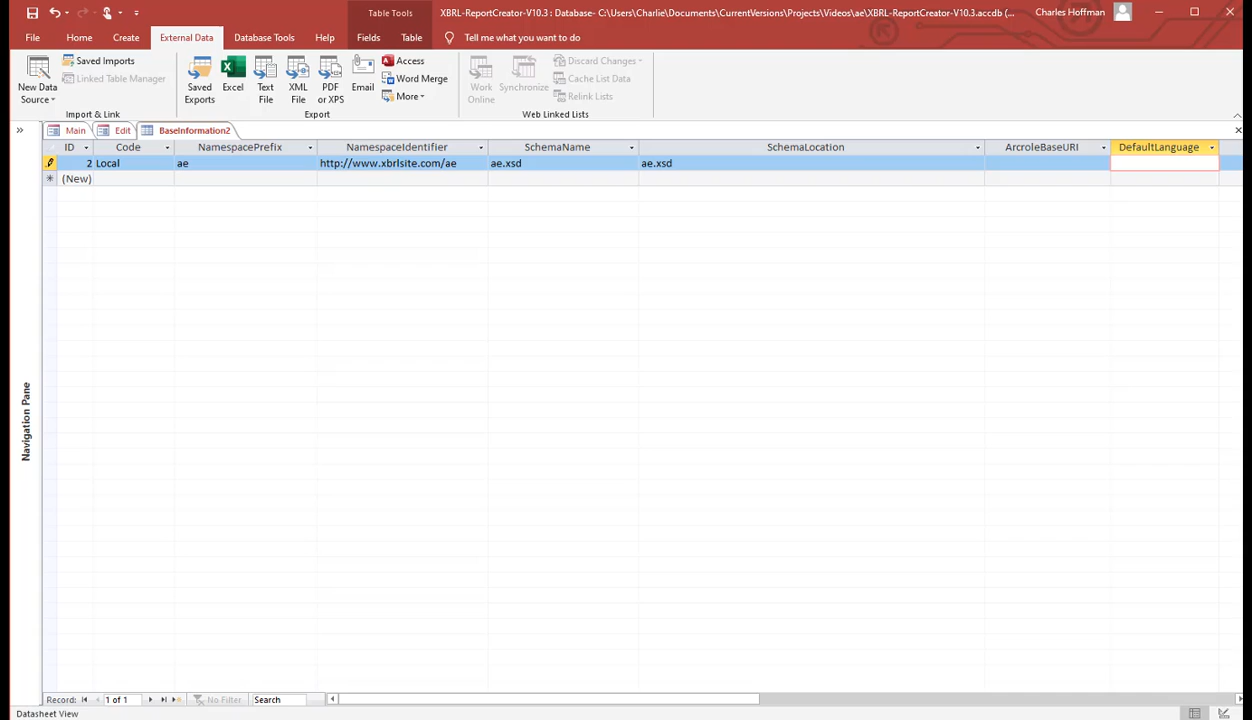 Table Tools
XBRL-ReportCreator-V10.3 : Database- C:\Users\Charlie\Documents\CurrentVersions\Projects\Videos\ae\XBRL-ReportCreator-V10.3.accdb (...
Charles Hoffman
File Home Create External Data Database Tools Help Fields Table Tell me what you want to do
New Data Source
Saved Imports
Linked Table Manager
Import & Link
Saved Exports
Excel
Text File
XML File
PDF or XPS
Email
Access
Word Merge
More
Export
Work Online
Synchronize
Discard Changes
Cache List Data
Relink Lists
Web Linked Lists
Main Edit BaseInformation2
ID Code NamespacePrefix NamespaceIdentifier SchemaName SchemaLocation ArcroleBaseURI DefaultLanguage
2 Local ae http://www.xbrlsite.com/ae ae.xsd ae.xsd
(New)
Navigation Pane
Record: 1 of 1 No Filter Search
Datasheet View